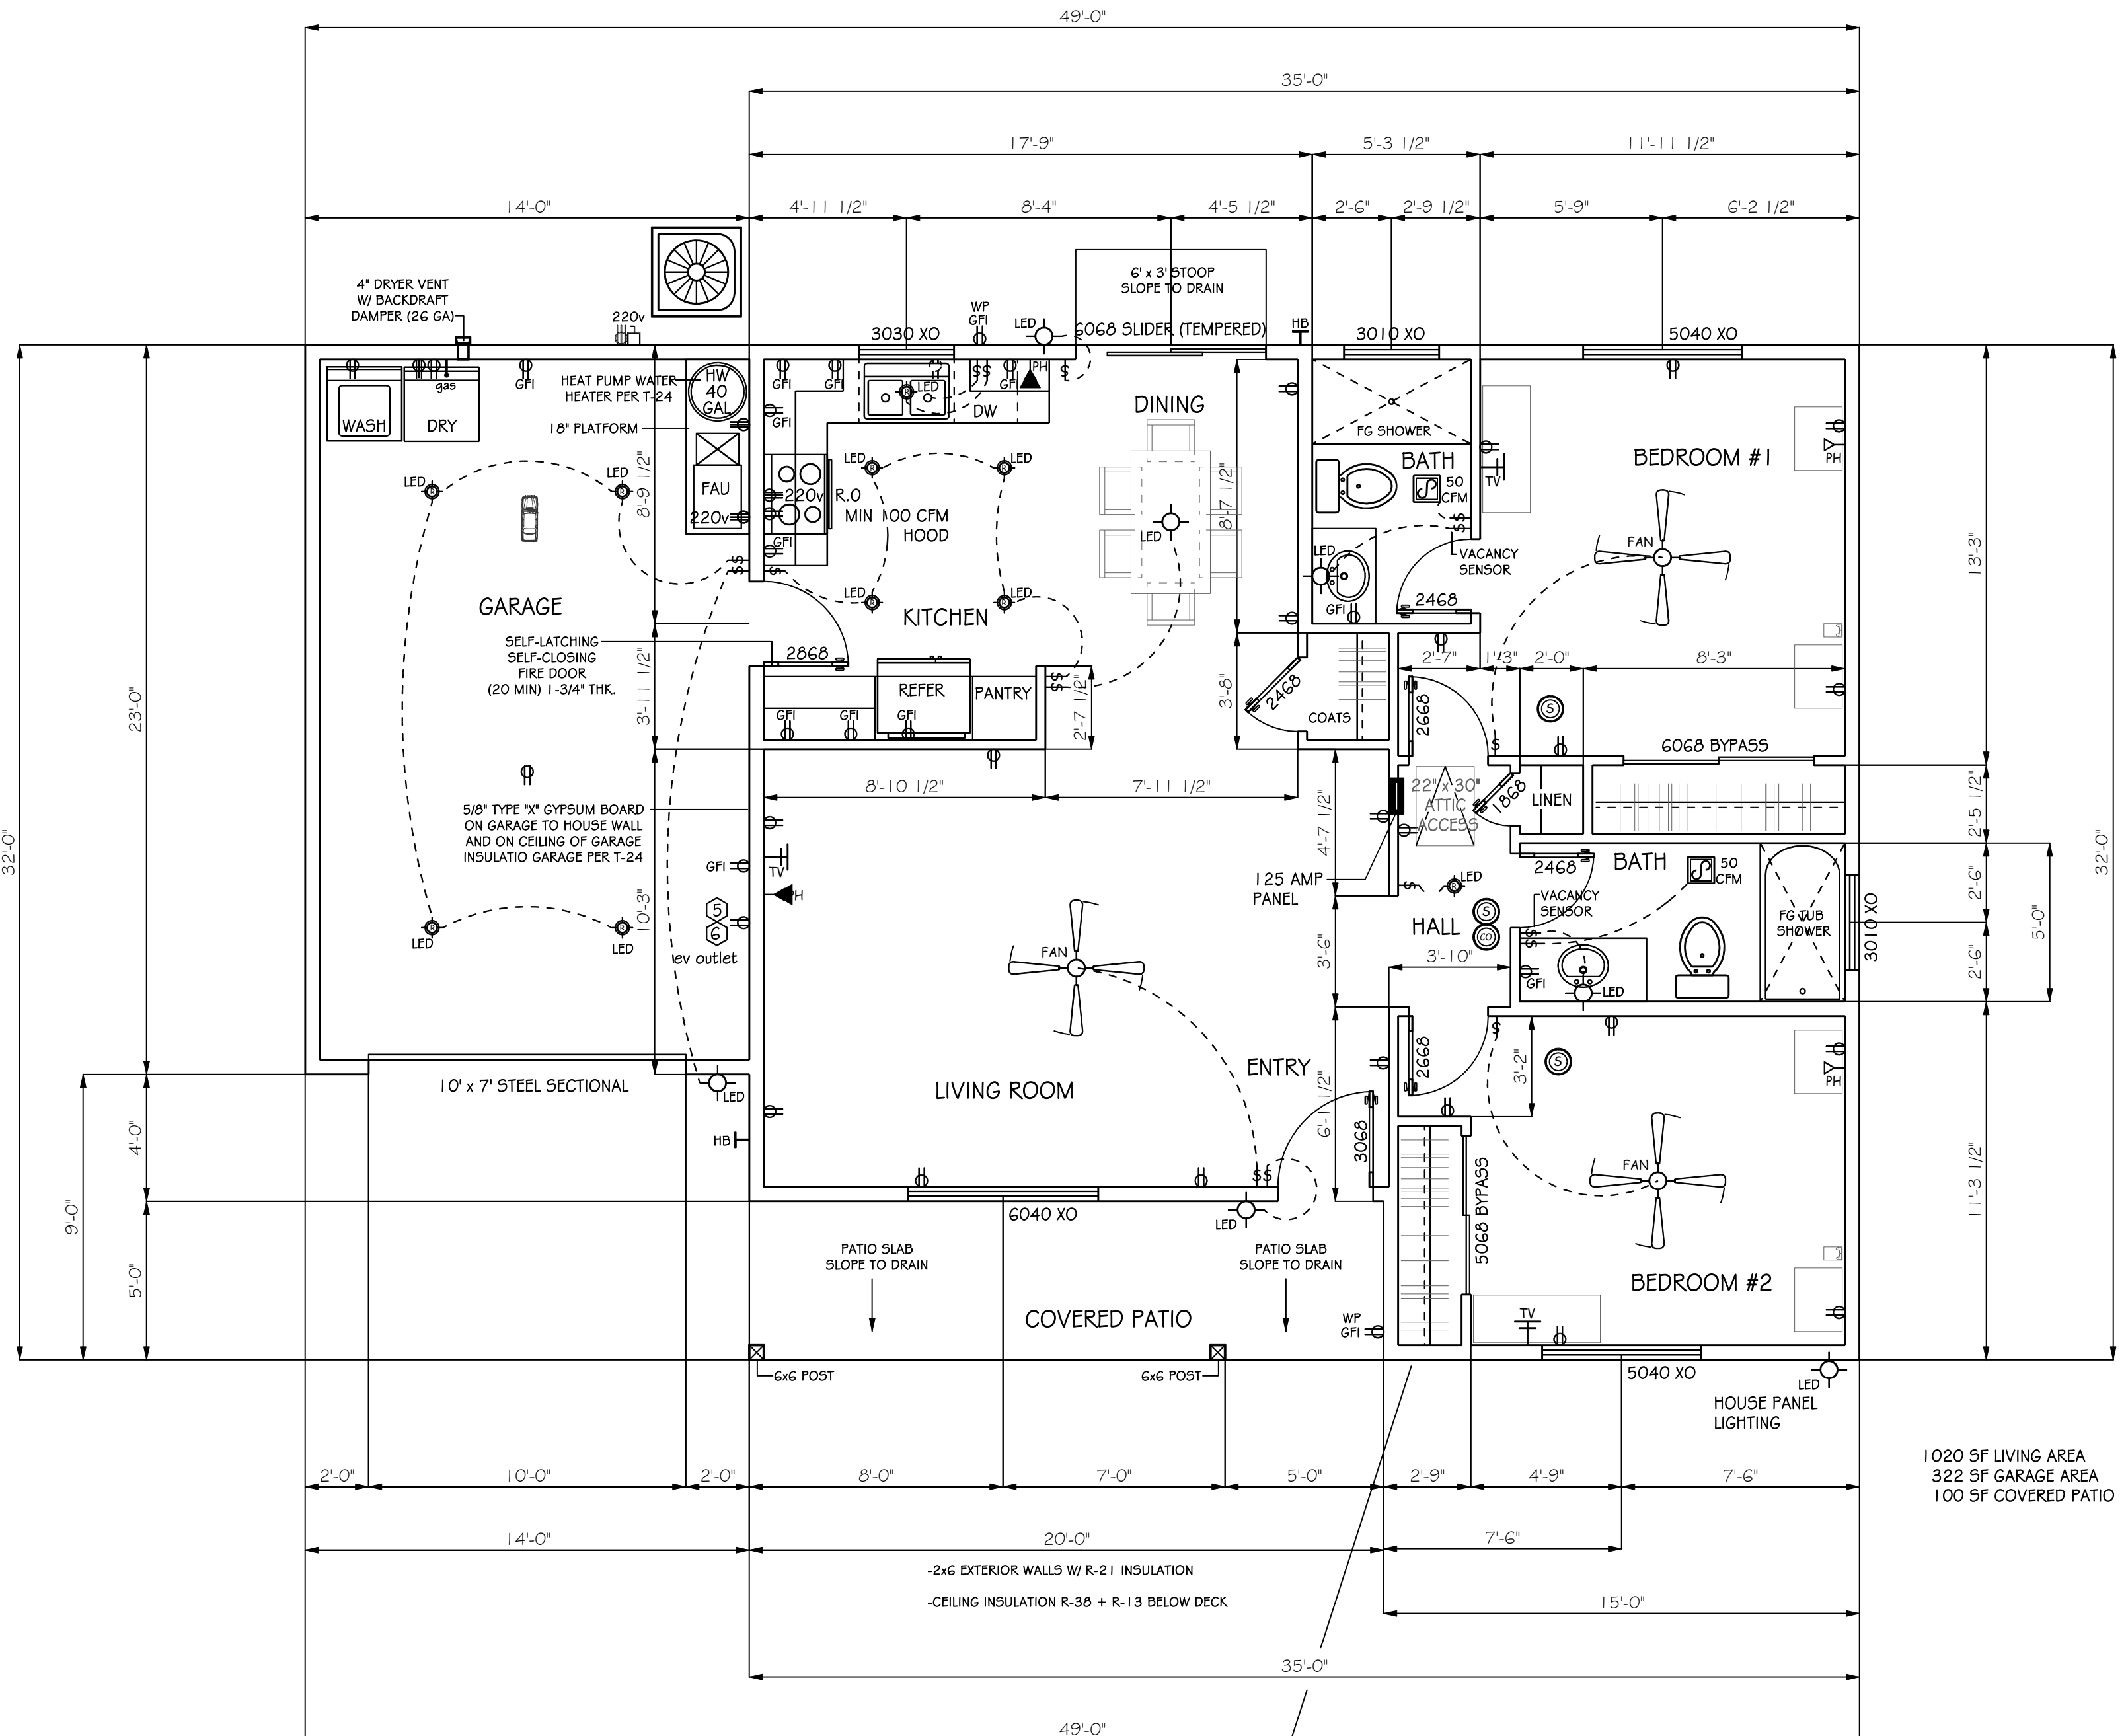 49'-0"
35'-0"
17'-9"
5'-3 1/2"
11'-11 1/2"
14'-0"
4'-11 1/2"
8'-4"
4'-5 1/2"
2'-6"
2'-9 1/2"
5'-9"
6'-2 1/2"
4" DRYER VENT
W/ BACKDRAFT
DAMPER (26 GA)
220v
WP
GFI
LED
6' x 3' STOOP
SLOPE TO DRAIN
3030 XO
6068 SLIDER (TEMPERED)
HB
3010 XO
5040 XO
gas
GFI
WASH
DRY
HEAT PUMP WATER
HEATER PER T-24
18" PLATFORM
HW
40
GAL
FAU
220v
GFI
GFI
GFI
LED
$$
GFI
PH
$
DW
DINING
FG SHOWER
BATH
50
CFM
TV
BEDROOM #1
PH
LED
LED
8'-9 1/2"
220v R.O
MIN 100 CFM
HOOD
GFI
LED
LED
LED
8'-7 1/2"
LED
$$
VACANCY
SENSOR
FAN
13'-3"
GARAGE
$$
$
LED
LED
KITCHEN
GFI
2468
SELF-LATCHING
SELF-CLOSING
FIRE DOOR
(20 MIN) 1-3/4" THK.
2868
3'-11 1/2"
REFER
PANTRY
GFI
GFI
GFI
$$
2'-7 1/2"
3'-8"
2468
COATS
2'-7"
1'-3"
2'-0"
8'-3"
2668
S
$
6068 BYPASS
23'-0"
32'-0"
8'-10 1/2"
7'-11 1/2"
5/8" TYPE "X" GYPSUM BOARD
ON GARAGE TO HOUSE WALL
AND ON CEILING OF GARAGE
INSULATIO GARAGE PER T-24
4'-7 1/2"
22" x 30"
ATTIC
ACCESS
1868
LINEN
2'-5 1/2"
32'-0"
GFI
TV
PH
10'-3"
5
6
ev outlet
LED
LED
125 AMP
PANEL
$
LED
HALL
S
CO
3'-6"
3'-10"
2468
BATH
50
CFM
VACANCY
SENSOR
$$
GFI
LED
FG TUB
SHOWER
3010 XO
2'-6"
2'-6"
5'-0"
FAN
LIVING ROOM
ENTRY
6'-1 1/2"
2668
$
3'-2"
S
PH
10' x 7' STEEL SECTIONAL
LED
HB
3068
$$
4'-0"
9'-0"
5'-0"
6040 XO
LED
5068 BYPASS
FAN
11'-3 1/2"
PATIO SLAB
SLOPE TO DRAIN
PATIO SLAB
SLOPE TO DRAIN
COVERED PATIO
BEDROOM #2
WP
GFI
TV
6x6 POST
6x6 POST
5040 XO
LED
HOUSE PANEL
LIGHTING
1020 SF LIVING AREA
322 SF GARAGE AREA
100 SF COVERED PATIO
2'-0"
10'-0"
2'-0"
8'-0"
7'-0"
5'-0"
2'-9"
4'-9"
7'-6"
14'-0"
20'-0"
7'-6"
-2x6 EXTERIOR WALLS W/ R-21 INSULATION
-CEILING INSULATION R-38 + R-13 BELOW DECK
15'-0"
35'-0"
49'-0"